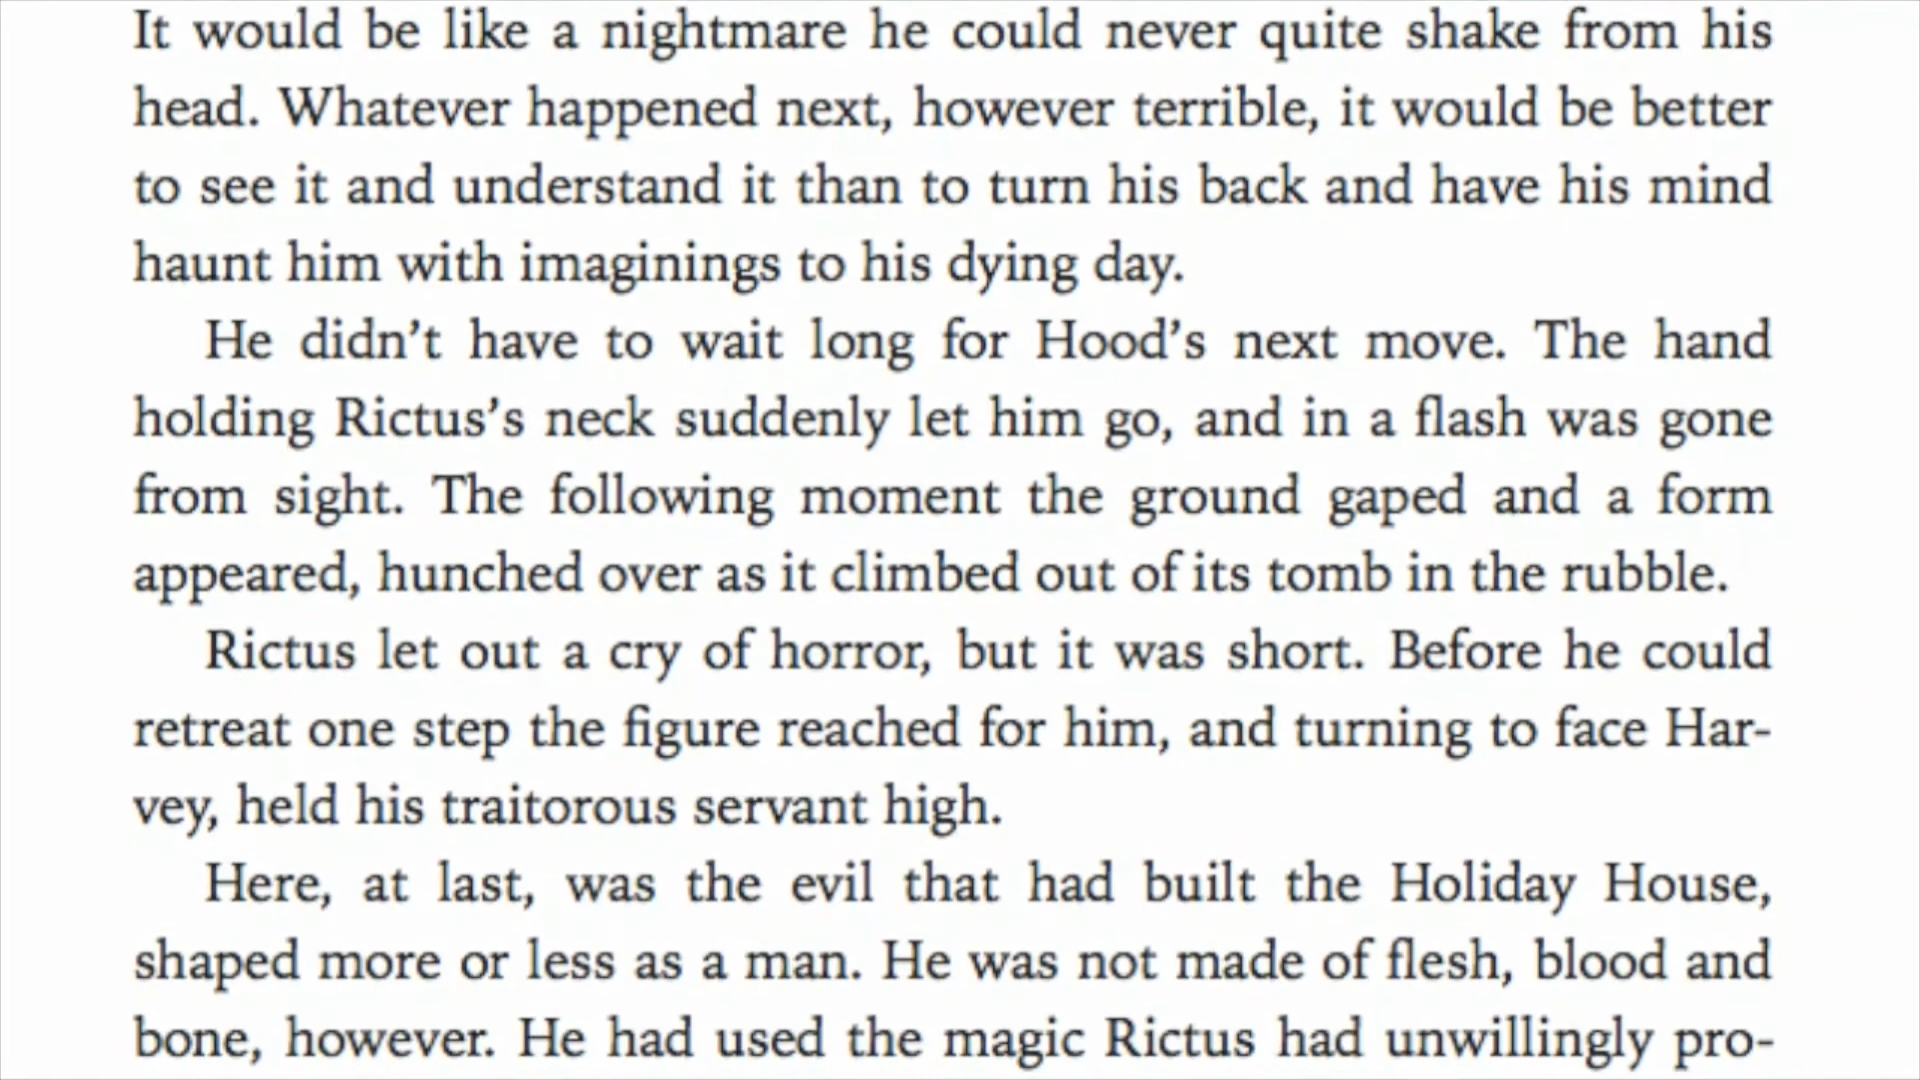 It would be like a nightmare he could never quite shake from his
head. Whatever happened next, however terrible, it would be better
to see it and understand it than to turn his back and have his mind
haunt him with imaginings to his dying day.
He didn’t have to wait long for Hood’s next move. The hand
holding Rictus’s neck suddenly let him go, and in a flash was gone
from sight. The following moment the ground gaped and a form
appeared, hunched over as it climbed out of its tomb in the rubble.
Rictus let out a cry of horror, but it was short. Before he could
retreat one step the figure reached for him, and turning to face Har-
vey, held his traitorous servant high.
Here, at last, was the evil that had built the Holiday House,
shaped more or less as a man. He was not made of flesh, blood and
bone, however. He had used the magic Rictus had unwillingly pro-